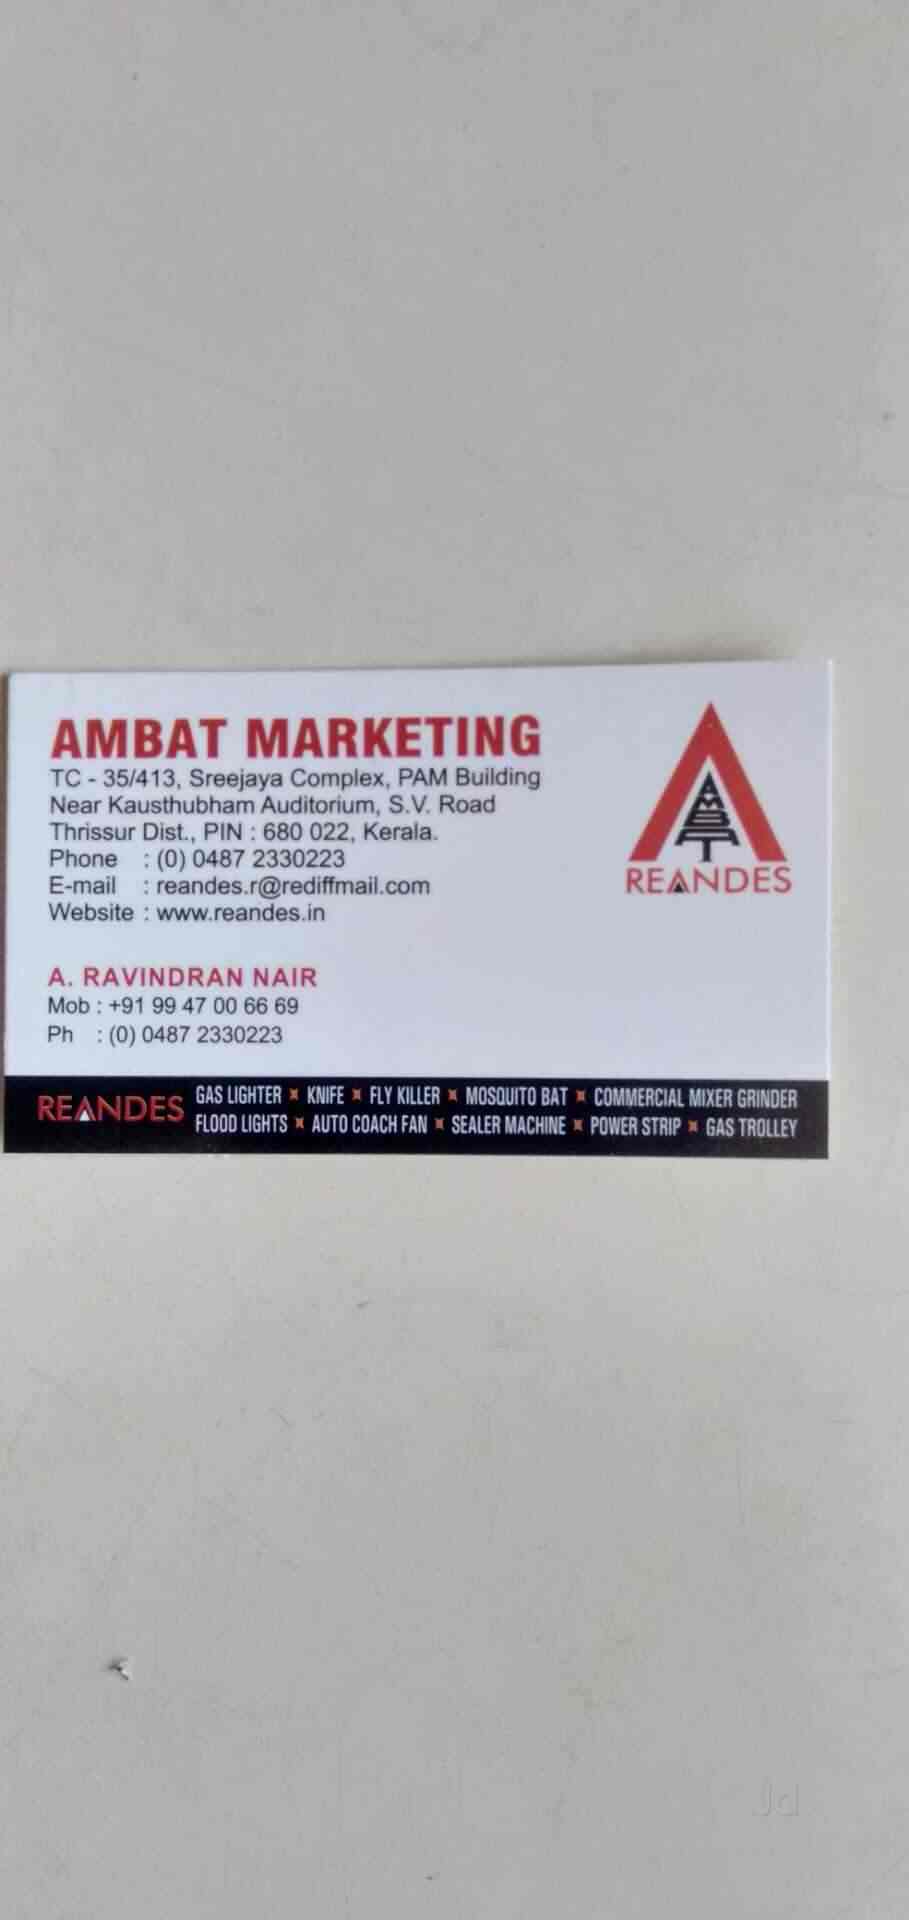 AMBAT MARKETING
TC - 35/413, Sreejaya Complex, PAM Building
Near Kausthubham Auditorium, S.V. Road
Thrissur Dist., PIN : 680 022, Kerala.
Phone : (0) 0487 2330223
E-mail : reandes.r@rediffmail.com
Website : www.reandes.in
AMBAT
REANDES
A. RAVINDRAN NAIR
Mob : +91 99 47 00 66 69
Ph : (0) 0487 2330223
REANDES
GAS LIGHTER ¤ KNIFE ¤ FLY KILLER ¤ MOSQUITO BAT ¤ COMMERCIAL MIXER GRINDER
FLOOD LIGHTS ¤ AUTO COACH FAN ¤ SEALER MACHINE ¤ POWER STRIP ¤ GAS TROLLEY
Jd